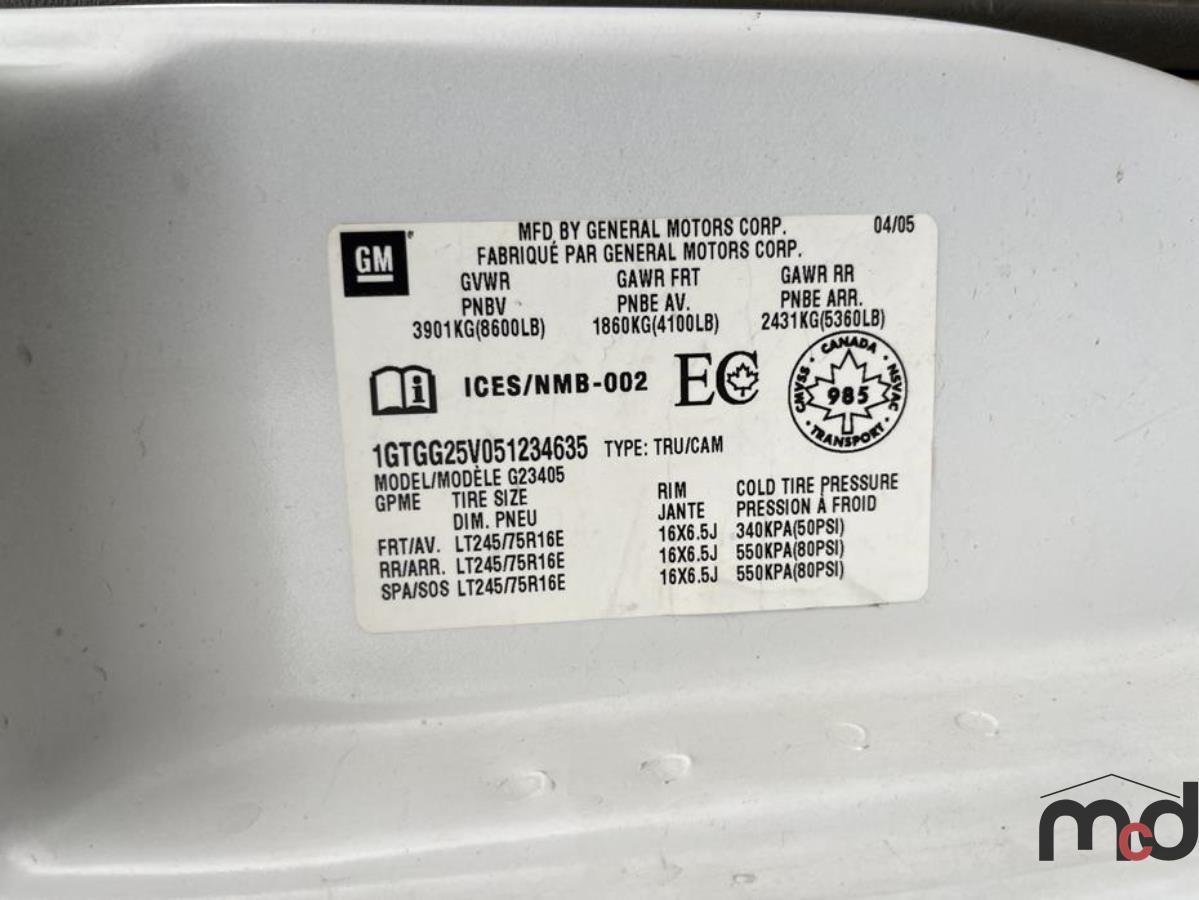 GM
MFD BY GENERAL MOTORS CORP. 04/05
FABRIQUÉ PAR GENERAL MOTORS CORP.
GVWR GAWR FRT GAWR RR
PNBV PNBE AV. PNBE ARR.
3901KG(8600LB) 1860KG(4100LB) 2431KG(5360LB)
ICES/NMB-002 EC
CANADA
CMVSS 985 NSVAC
TRANSPORT
1GTGG25V051234635 TYPE: TRU/CAM
MODEL/MODÈLE G23405
GPME TIRE SIZE RIM COLD TIRE PRESSURE
DIM. PNEU JANTE PRESSION À FROID
FRT/AV. LT245/75R16E 16X6.5J 340KPA(50PSI)
RR/ARR. LT245/75R16E 16X6.5J 550KPA(80PSI)
SPA/SOS LT245/75R16E 16X6.5J 550KPA(80PSI)
mcd